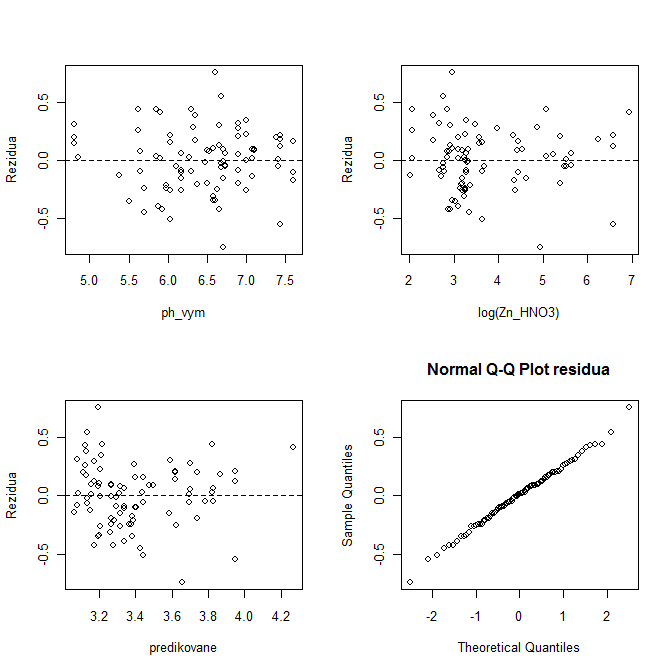 0.5
0.0
-0.5
Rezidua
5.0 5.5 6.0 6.5 7.0 7.5
ph_vym
0.5
0.0
-0.5
Rezidua
2 3 4 5 6 7
log(Zn_HNO3)
0.5
0.0
-0.5
Rezidua
3.2 3.4 3.6 3.8 4.0 4.2
predikovane
Normal Q-Q Plot residua
0.5
0.0
-0.5
Sample Quantiles
-2 -1 0 1 2
Theoretical Quantiles